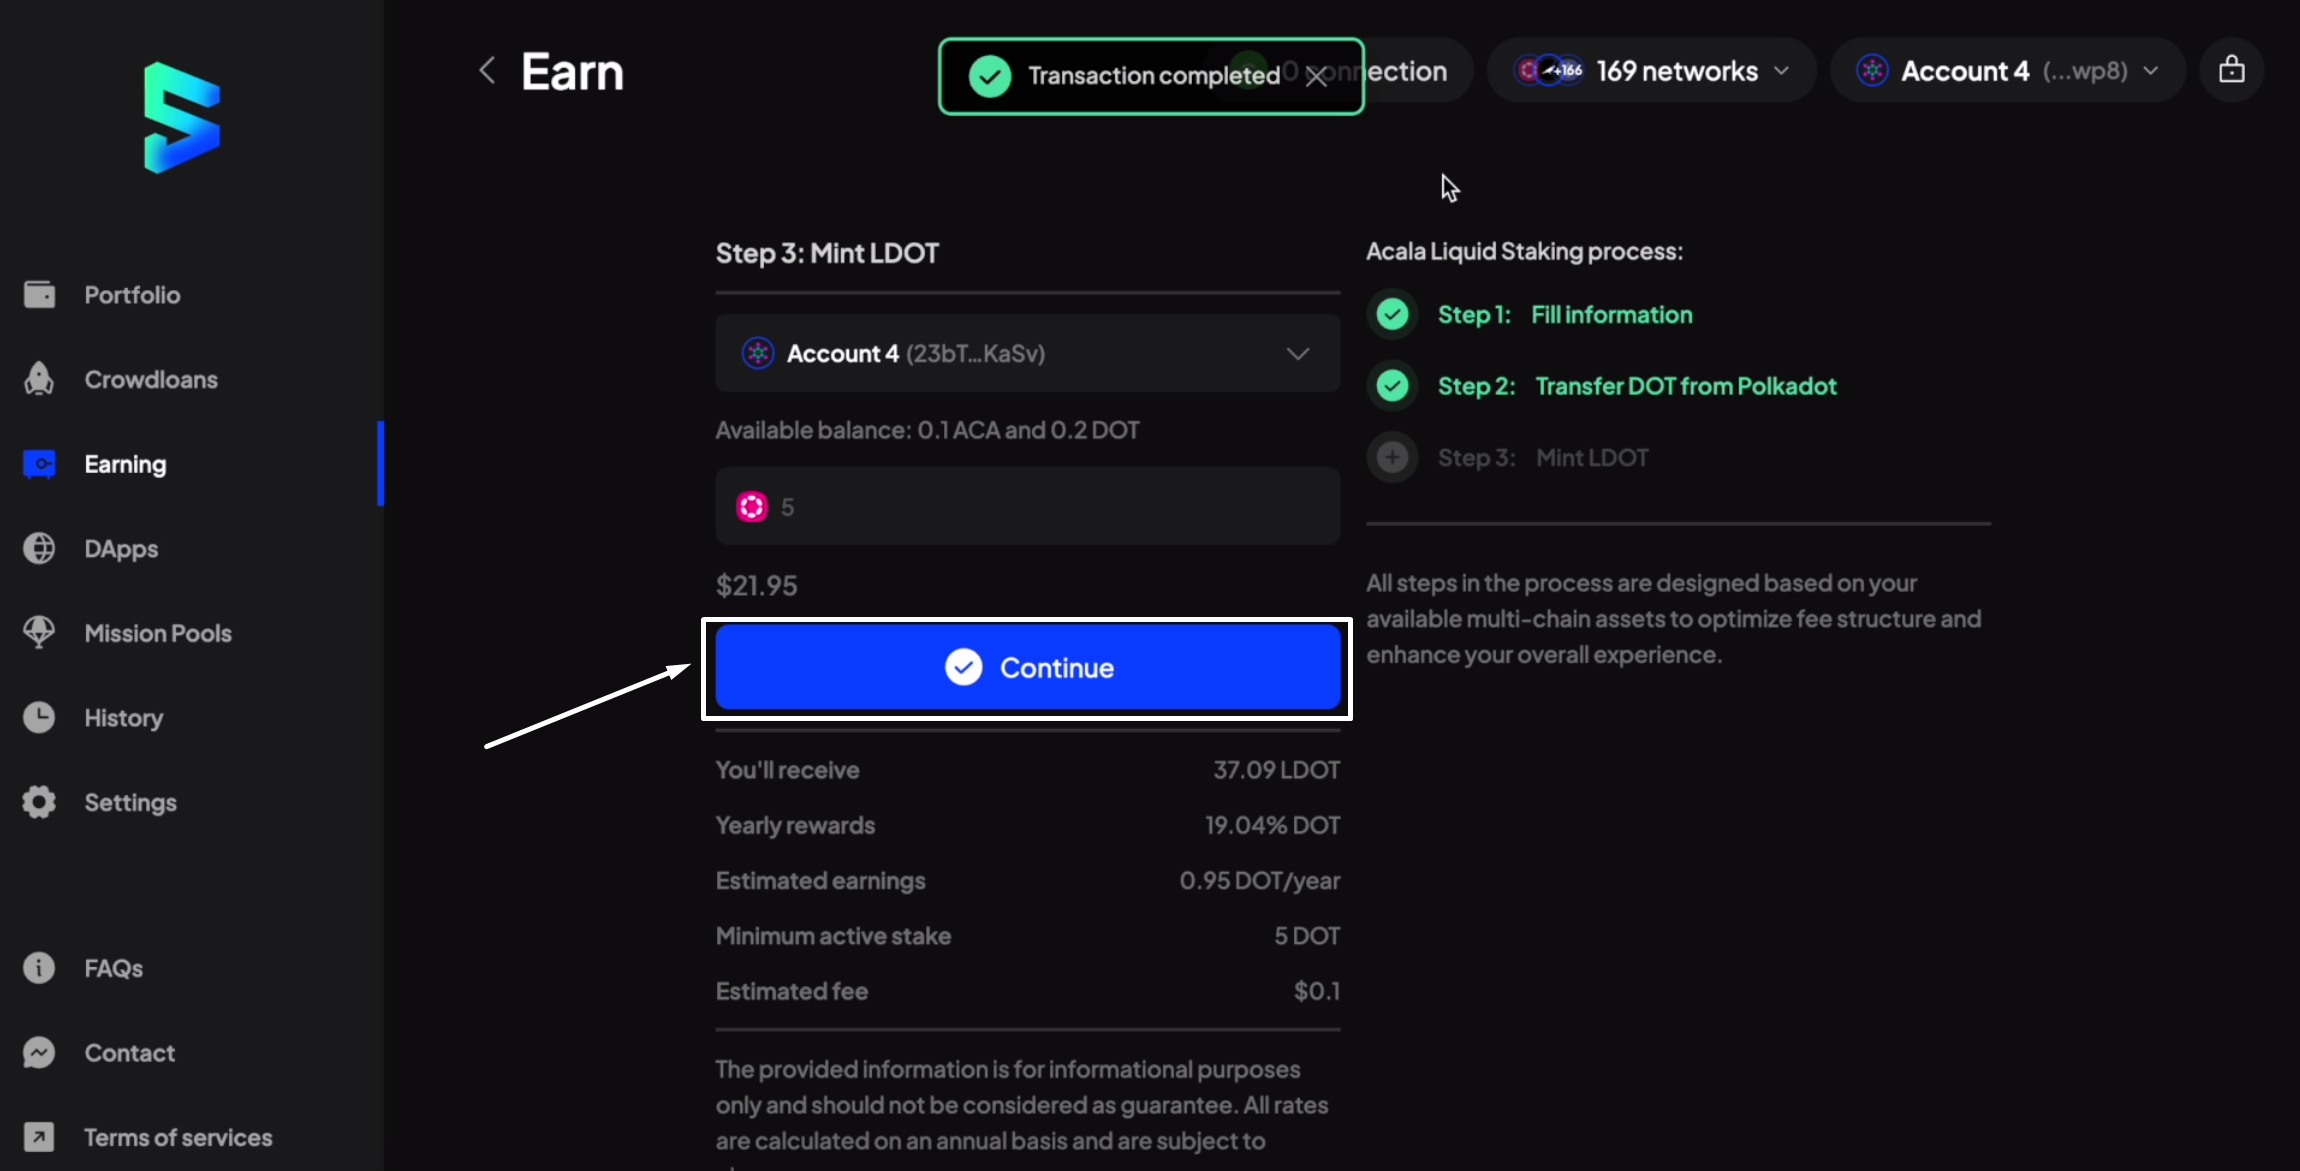 Earn
Transaction completed
0 connection
+166
169 networks
Account 4 (...wp8)
Portfolio
Crowdloans
Earning
DApps
Mission Pools
History
Settings
FAQs
Contact
Terms of services
Step 3: Mint LDOT
Account 4 (23bT...KaSv)
Available balance: 0.1 ACA and 0.2 DOT
5
$21.95
Continue
You'll receive 37.09 LDOT
Yearly rewards 19.04% DOT
Estimated earnings 0.95 DOT/year
Minimum active stake 5 DOT
Estimated fee $0.1
The provided information is for informational purposes
only and should not be considered as guarantee. All rates
are calculated on an annual basis and are subject to
Acala Liquid Staking process:
Step 1: Fill information
Step 2: Transfer DOT from Polkadot
Step 3: Mint LDOT
All steps in the process are designed based on your
available multi-chain assets to optimize fee structure and
enhance your overall experience.